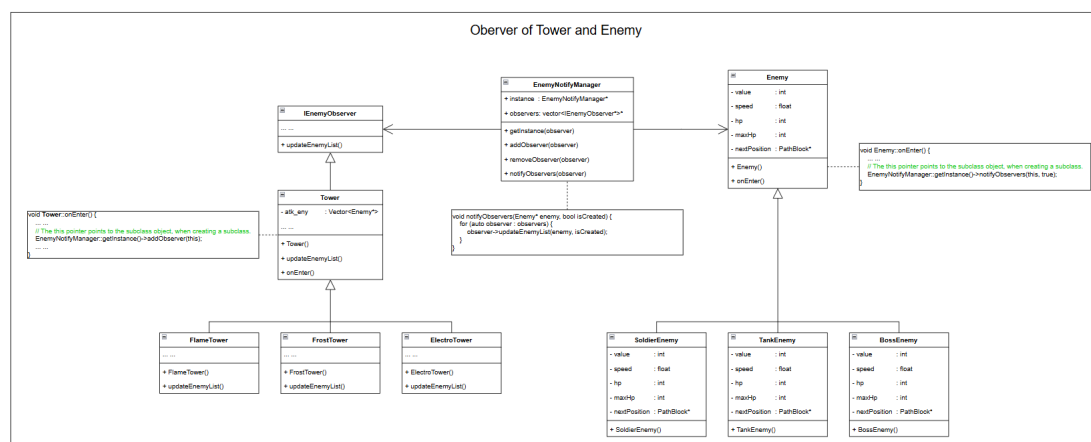 Oberver of Tower and Enemy
EnemyNotifyManager
+ instance : EnemyNotifyManager*
+ observers: vector<IEnemyObserver*>*
+ getInstance(observer)
+ addObserver(observer)
+ removeObserver(observer)
+ notifyObservers(observer)
Enemy
- value : int
- speed : float
- hp : int
- maxHp : int
- nextPosition : PathBlock*
+ Enemy()
+ onEnter()
IEnemyObserver
... ...
+ updateEnemyList()
void Enemy::onEnter() {
... ...
// The this pointer points to the subclass object, when creating a subclass.
EnemyNotifyManager::getInstance()->notifyObservers(this, true);
}
Tower
- atk_eny : Vector<Enemy*>
... ...
+ Tower()
+ updateEnemyList()
+ onEnter()
void Tower::onEnter() {
... ...
// The this pointer points to the subclass object, when creating a subclass.
EnemyNotifyManager::getInstance()->addObserver(this);
... ...
}
void notifyObservers(Enemy* enemy, bool isCreated) {
for (auto observer : observers) {
observer->updateEnemyList(enemy, isCreated);
}
}
FlameTower
... ...
+ FlameTower()
+ updateEnemyList()
FrostTower
... ...
+ FrostTower()
+ updateEnemyList()
ElectroTower
... ...
+ ElectroTower()
+ updateEnemyList()
SoldierEnemy
- value : int
- speed : float
- hp : int
- maxHp : int
- nextPosition : PathBlock*
+ SoldierEnemy()
TankEnemy
- value : int
- speed : float
- hp : int
- maxHp : int
- nextPosition : PathBlock*
+ TankEnemy()
BossEnemy
- value : int
- speed : float
- hp : int
- maxHp : int
- nextPosition : PathBlock*
+ BossEnemy()